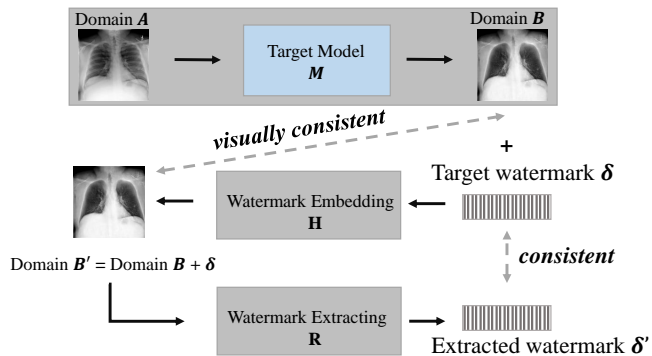 Domain A
Domain B
Target Model
M
visually consistent
+
Target watermark δ
Watermark Embedding
H
consistent
Domain B′ = Domain B + δ
Watermark Extracting
R
Extracted watermark δ'